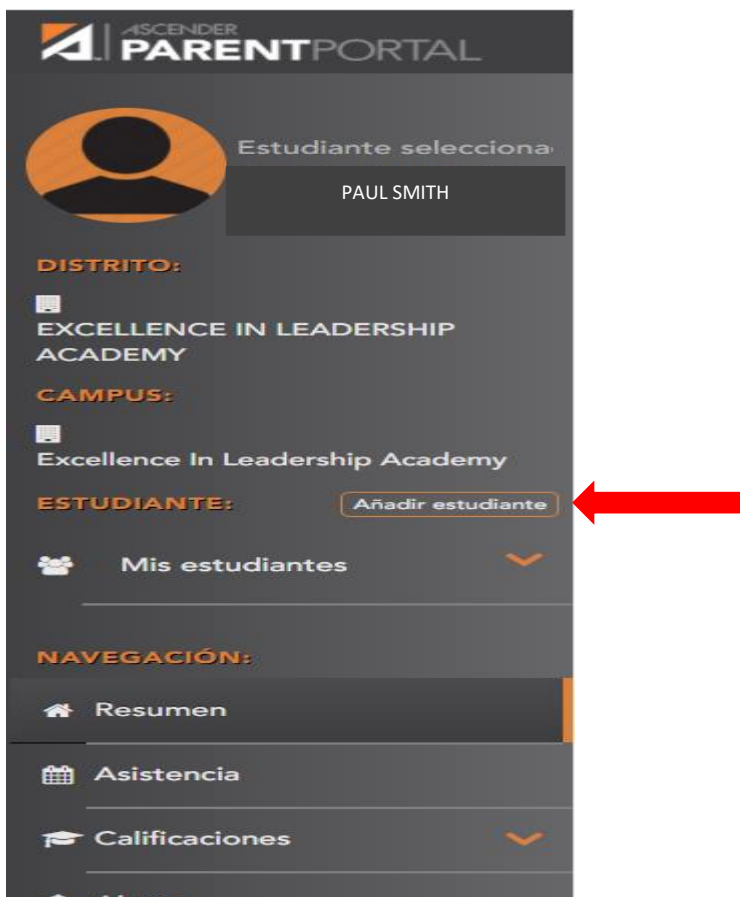 ASCENDER
PARENTPORTAL
Estudiante selecciona
PAUL SMITH
DISTRITO:
EXCELLENCE IN LEADERSHIP
ACADEMY
CAMPUS:
Excellence In Leadership Academy
ESTUDIANTE: Añadir estudiante
Mis estudiantes
NAVEGACIÓN:
Resumen
Asistencia
Calificaciones